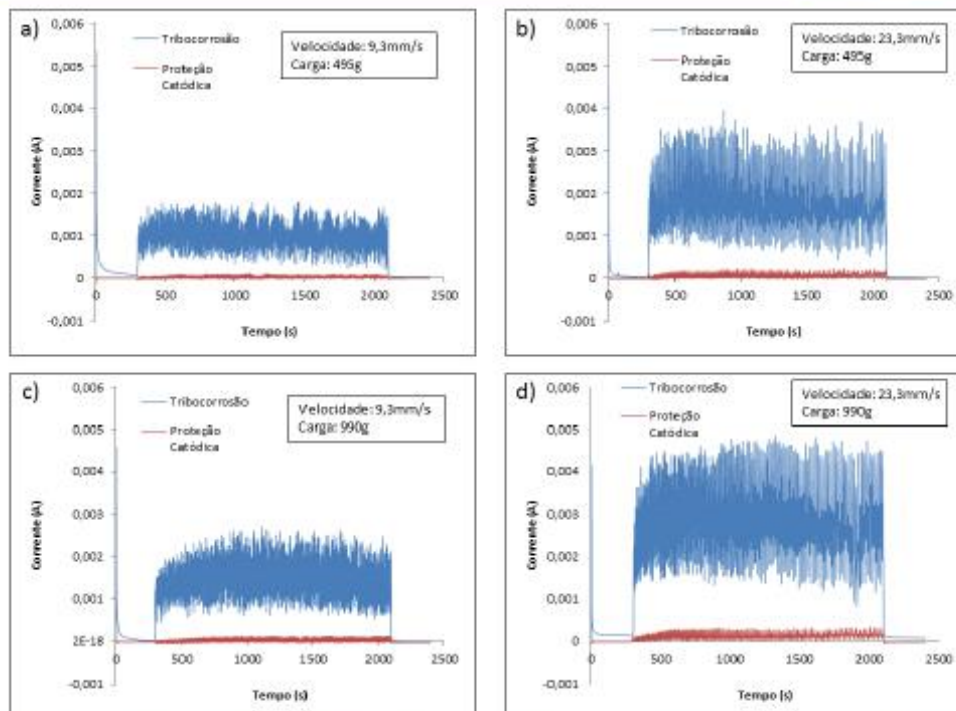 a)
0,006
0,005
0,004
0,003
0,002
0,001
0
-0,001
Corrente (A)
Tribocorrosão
Proteção
Catódica
Velocidade: 9,3mm/s
Carga: 495g
0
500
1000
1500
2000
2500
Tempo (s)
b)
0,006
0,005
0,004
0,003
0,002
0,001
0
-0,001
Corrente (A)
Tribocorrosão
Proteção
Catódica
Velocidade: 23,3mm/s
Carga: 495g
0
500
1000
1500
2000
2500
Tempo (s)
c)
0,006
0,005
0,004
0,003
0,002
0,001
2E-18
-0,001
Corrente (A)
Tribocorrosão
Proteção
Catódica
Velocidade: 9,3mm/s
Carga: 990g
0
500
1000
1500
2000
2500
Tempo (s)
d)
0,006
0,005
0,004
0,003
0,002
0,001
0
-0,001
Corrente (A)
Tribocorrosão
Proteção
Catódica
Velocidade: 23,3mm/s
Carga: 990g
0
500
1000
1500
2000
2500
Tempo (s)